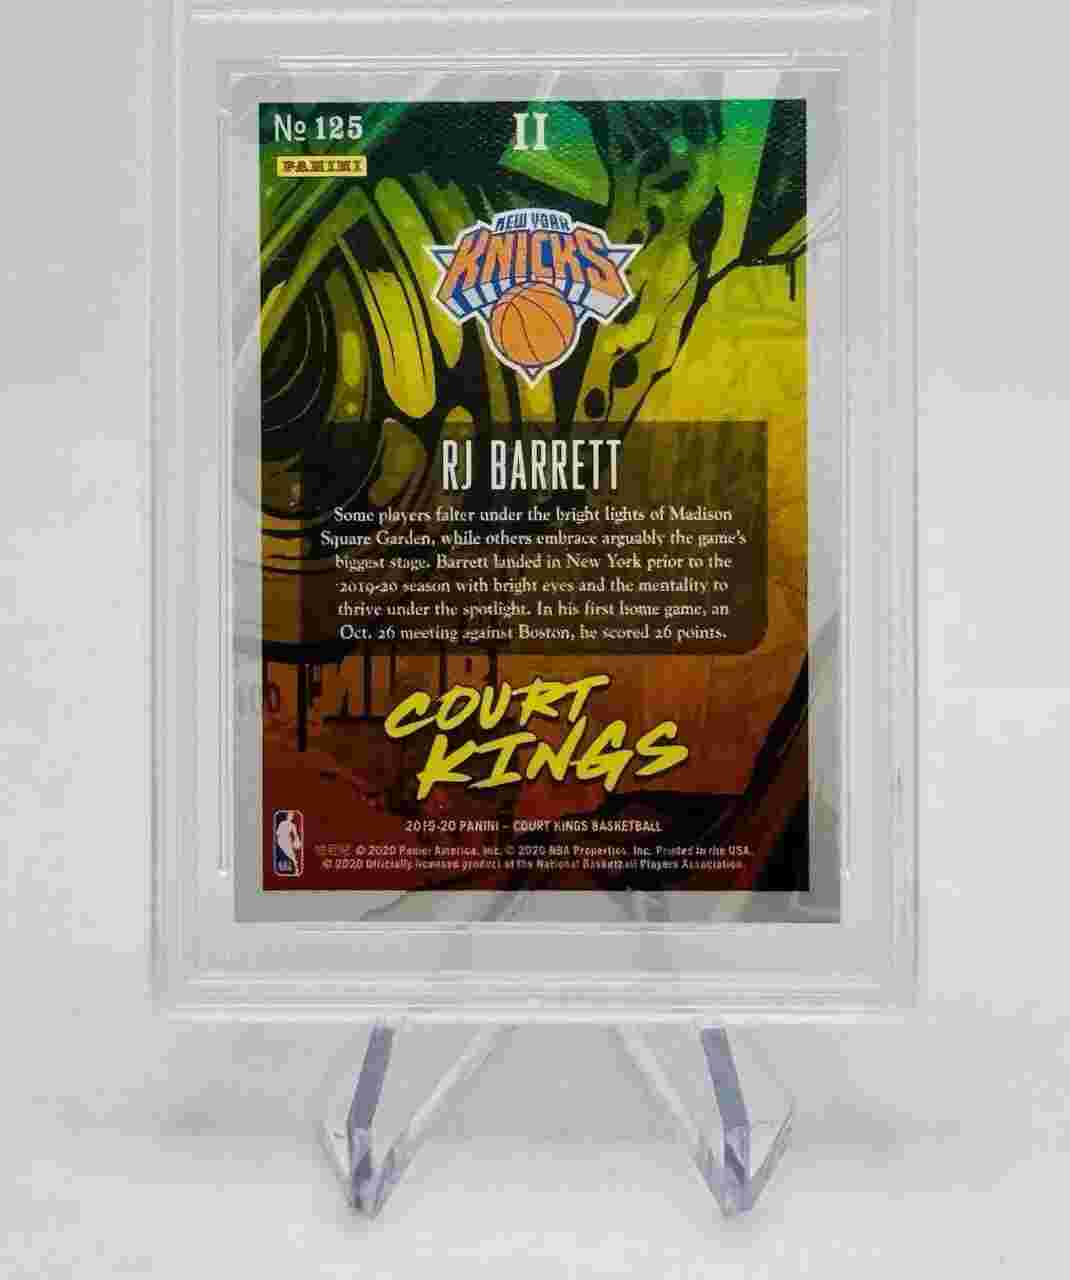 No 125
II
PANINI
NEW YORK
KNICKS
RJ BARRETT
Some players falter under the bright lights of Madison
Square Garden, while others embrace arguably the game's
biggest stage. Barrett landed in New York prior to the
2019-20 season with bright eyes and the mentality to
thrive under the spotlight. In his first home game, an
Oct. 26 meeting against Boston, he scored 26 points.
COURT
KINGS
2019-20 PANINI – COURT KINGS BASKETBALL
© 2020 Panini America, Inc. © 2020 NBA Properties, Inc. Printed in the USA.
© 2020 Officially licensed product of the National Basketball Players Association.
NBA